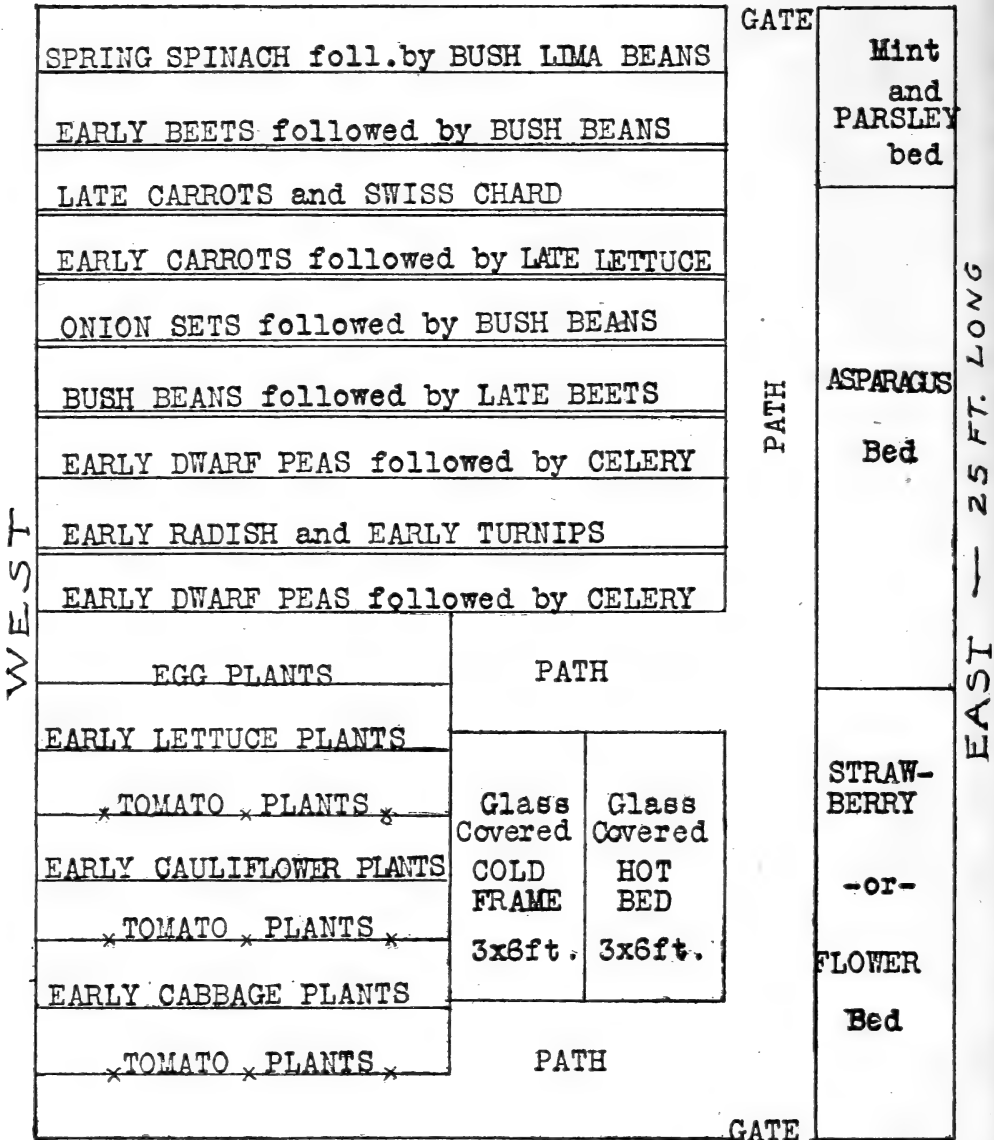 GATE
SPRING SPINACH foll.by BUSH LIMA BEANS
EARLY BEETS followed by BUSH BEANS
LATE CARROTS and SWISS CHARD
EARLY CARROTS followed by LATE LETTUCE
ONION SETS followed by BUSH BEANS
BUSH BEANS followed by LATE BEETS
EARLY DWARF PEAS followed by CELERY
EARLY RADISH and EARLY TURNIPS
EARLY DWARF PEAS followed by CELERY
WEST
EGG PLANTS
EARLY LETTUCE PLANTS
x TOMATO x PLANTS x
EARLY CAULIFLOWER PLANTS
x TOMATO x PLANTS x
EARLY CABBAGE PLANTS
x TOMATO x PLANTS x
PATH
Glass
Covered
COLD
FRAME
3x6ft.
Glass
Covered
HOT
BED
3x6ft.
PATH
PATH
GATE
Mint
and
PARSLEY
bed
ASPARAGUS
Bed
STRAW-
BERRY
-or-
FLOWER
Bed
EAST — 25 FT. LONG